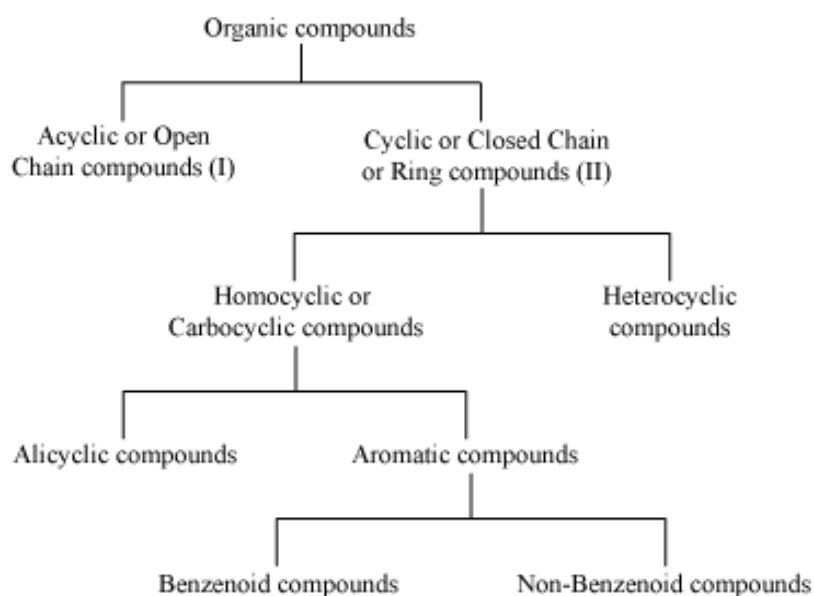 Organic compounds
Acyclic or Open
Chain compounds (I)
Cyclic or Closed Chain
or Ring compounds (II)
Homocyclic or
Carbocyclic compounds
Heterocyclic
compounds
Alicyclic compounds
Aromatic compounds
Benzenoid compounds
Non-Benzenoid compounds